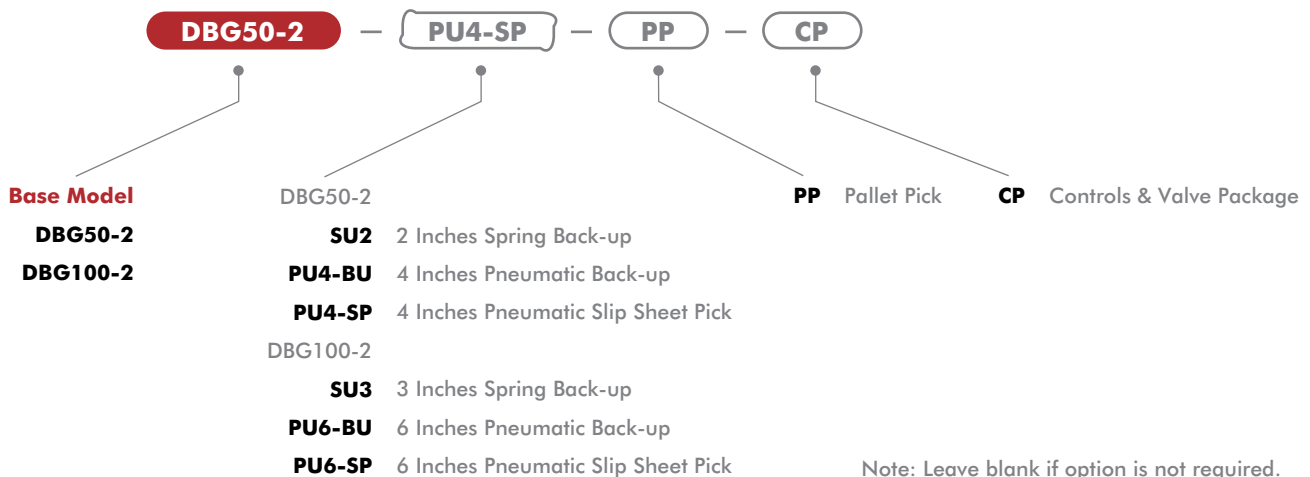 DBG50-2 — PU4-SP — PP — CP
Base Model
DBG50-2
DBG100-2
DBG50-2
SU2 2 Inches Spring Back-up
PU4-BU 4 Inches Pneumatic Back-up
PU4-SP 4 Inches Pneumatic Slip Sheet Pick
DBG100-2
SU3 3 Inches Spring Back-up
PU6-BU 6 Inches Pneumatic Back-up
PU6-SP 6 Inches Pneumatic Slip Sheet Pick
PP Pallet Pick
CP Controls & Valve Package
Note: Leave blank if option is not required.